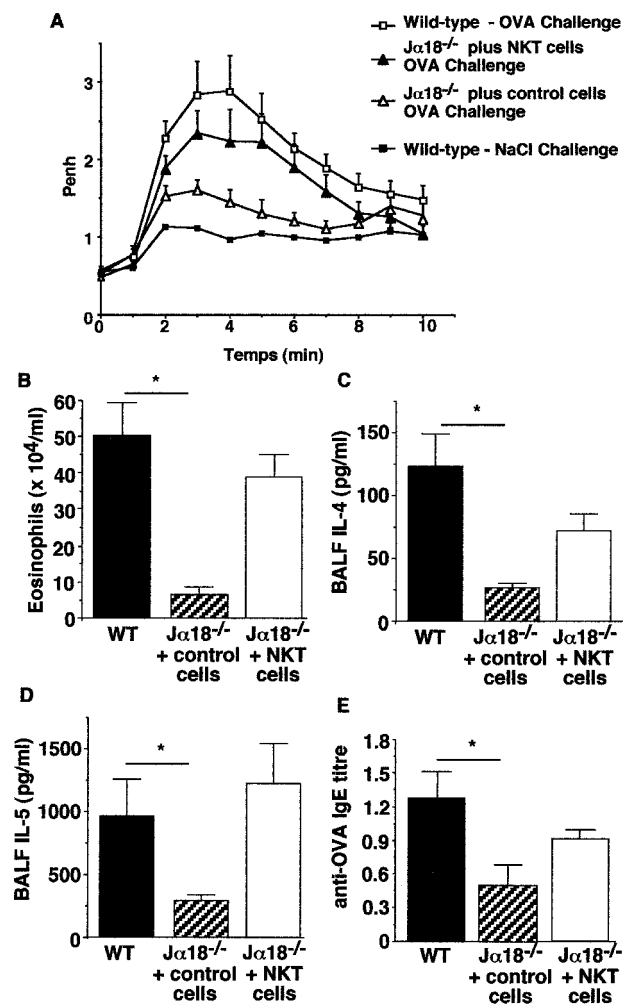 A
Wild-type - OVA Challenge
Jα18-/- plus NKT cells
OVA Challenge
Jα18-/- plus control cells
OVA Challenge
Wild-type - NaCl Challenge
Penh
3
2
1
0
0 2 4 6 8 10
Temps (min)
B
*
Eosinophils (x 10⁴/ml)
60
50
40
30
20
10
0
WT
Jα18-/-
+ control
cells
Jα18-/-
+ NKT
cells
C
*
BALF IL-4 (pg/ml)
150
100
50
0
WT
Jα18-/-
+ control
cells
Jα18-/-
+ NKT
cells
D
*
BALF IL-5 (pg/ml)
1500
1000
500
0
WT
Jα18-/-
+ control
cells
Jα18-/-
+ NKT
cells
E
*
anti-OVA IgE titre
1.8
1.5
1.2
0.9
0.6
0.3
0
WT
Jα18-/-
+ control
cells
Jα18-/-
+ NKT
cells